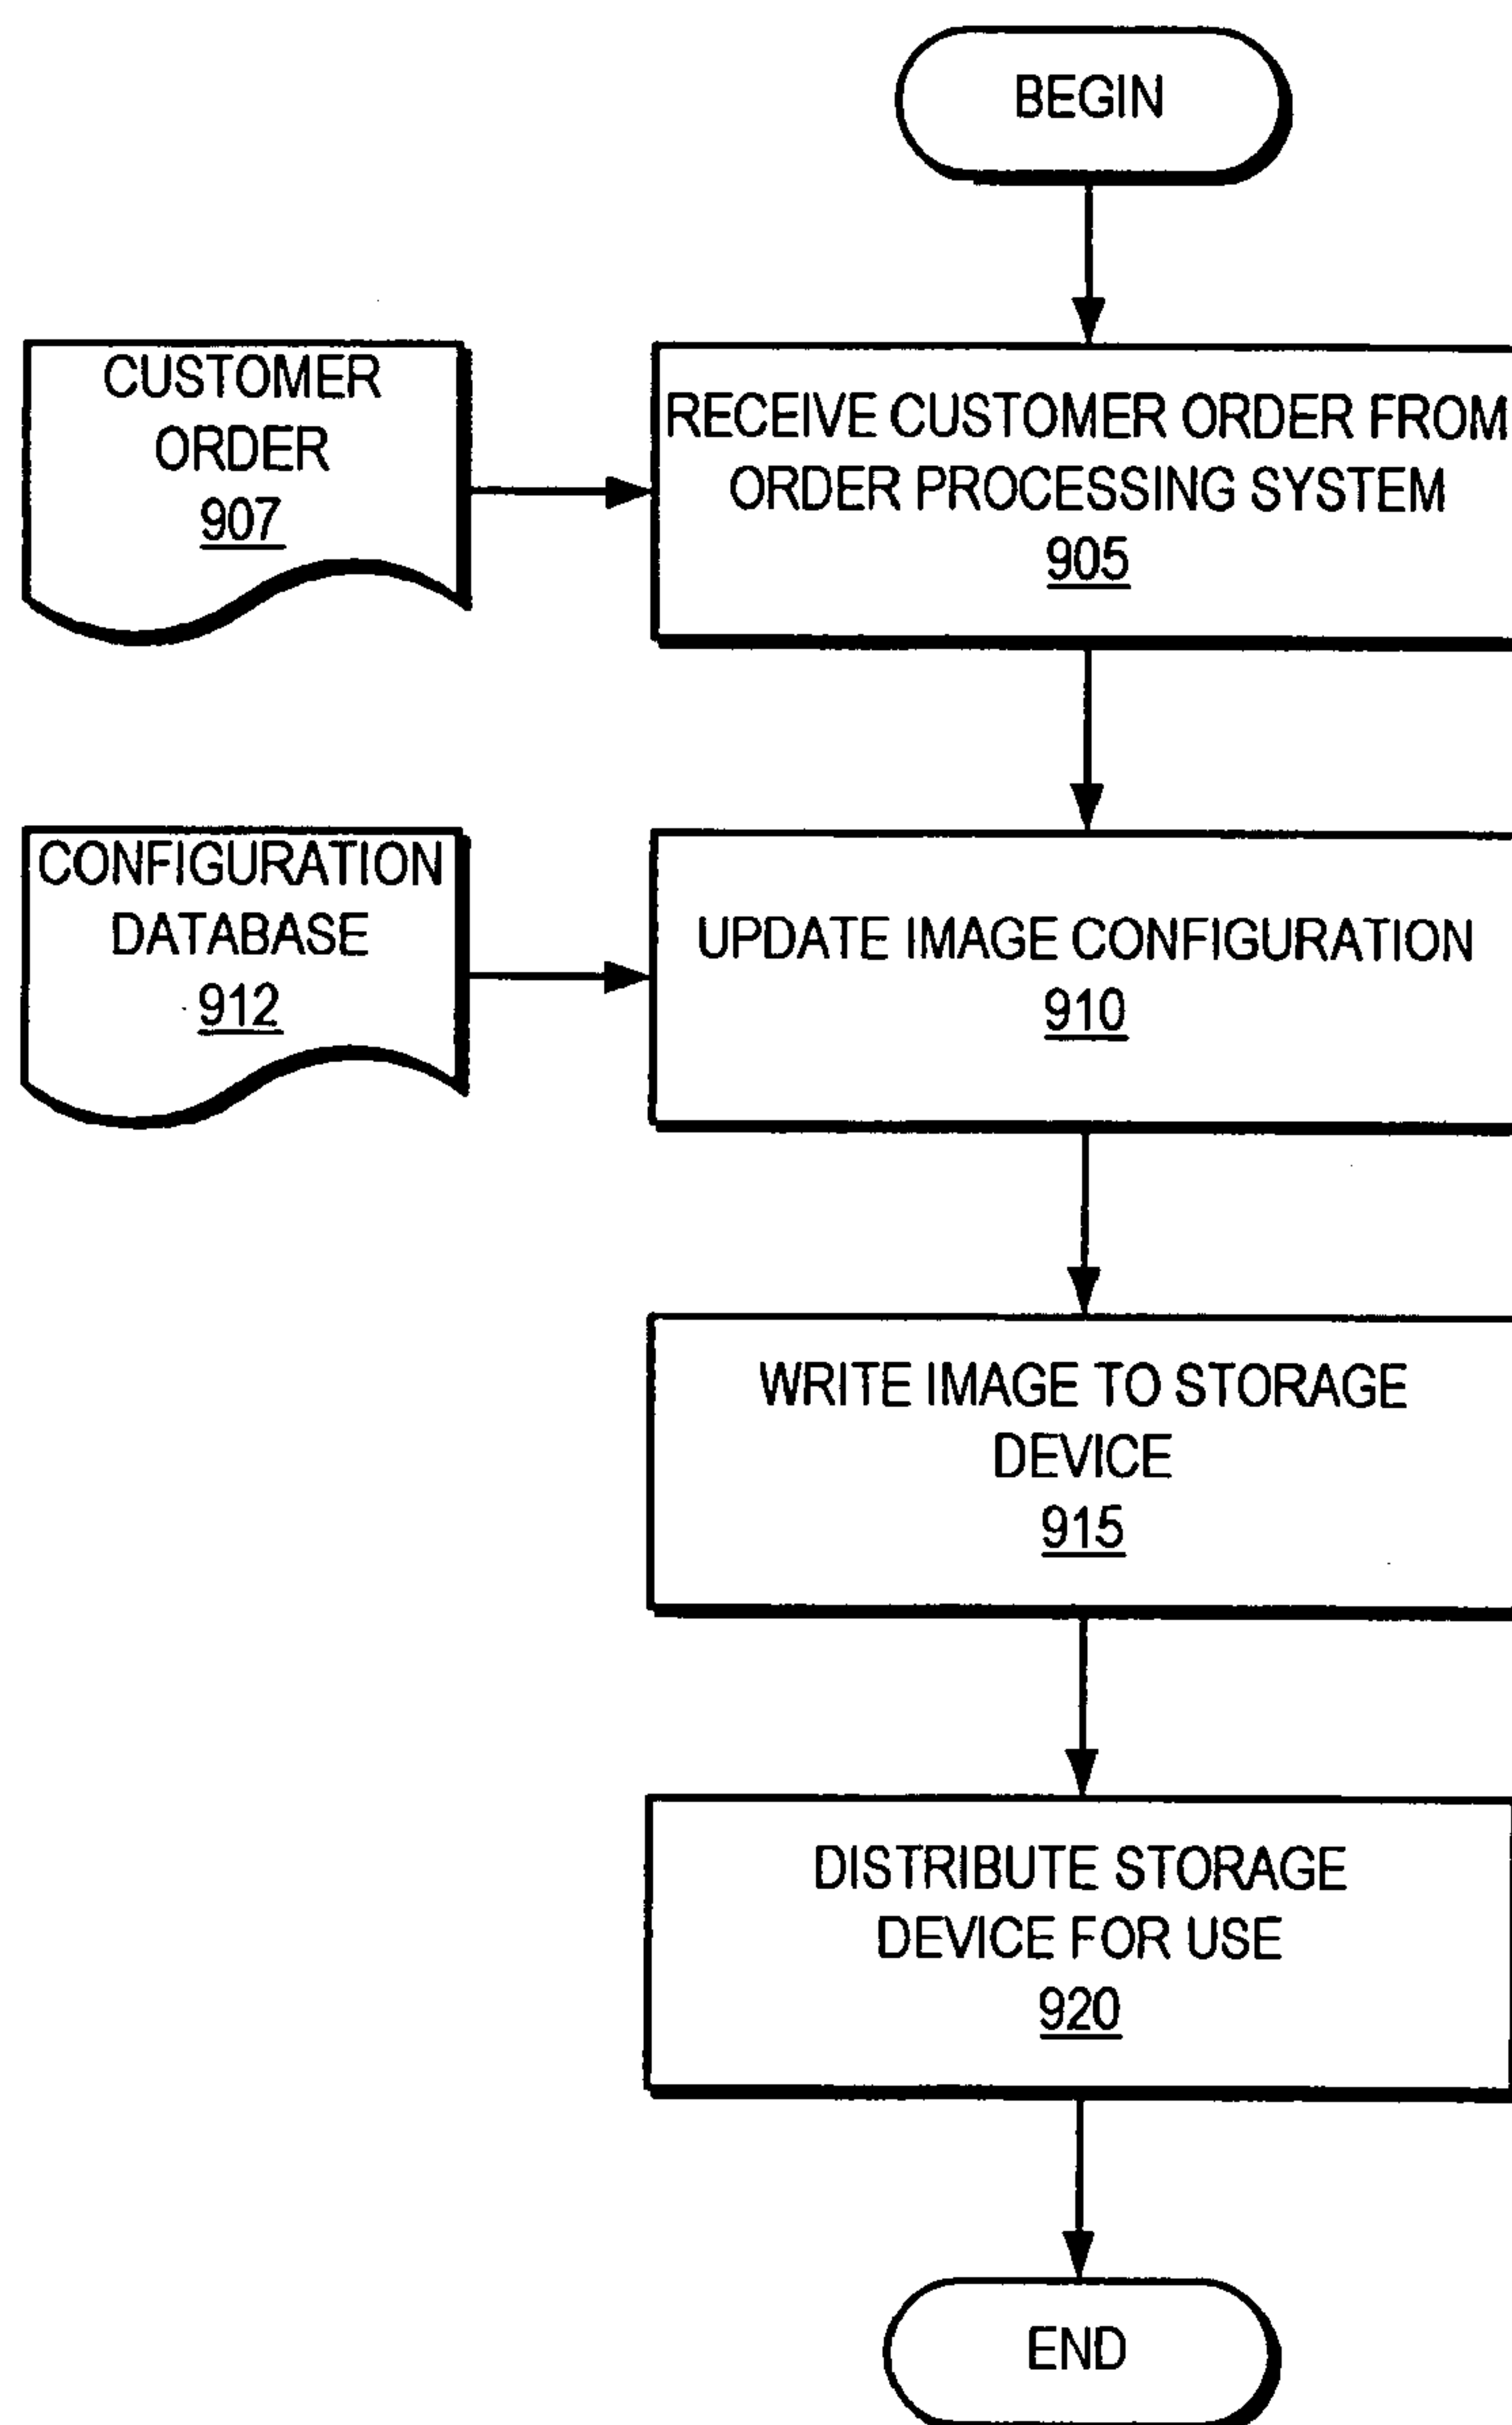 BEGIN
CUSTOMER
ORDER
907
RECEIVE CUSTOMER ORDER FROM
ORDER PROCESSING SYSTEM
905
CONFIGURATION
DATABASE
912
UPDATE IMAGE CONFIGURATION
910
WRITE IMAGE TO STORAGE
DEVICE
915
DISTRIBUTE STORAGE
DEVICE FOR USE
920
END